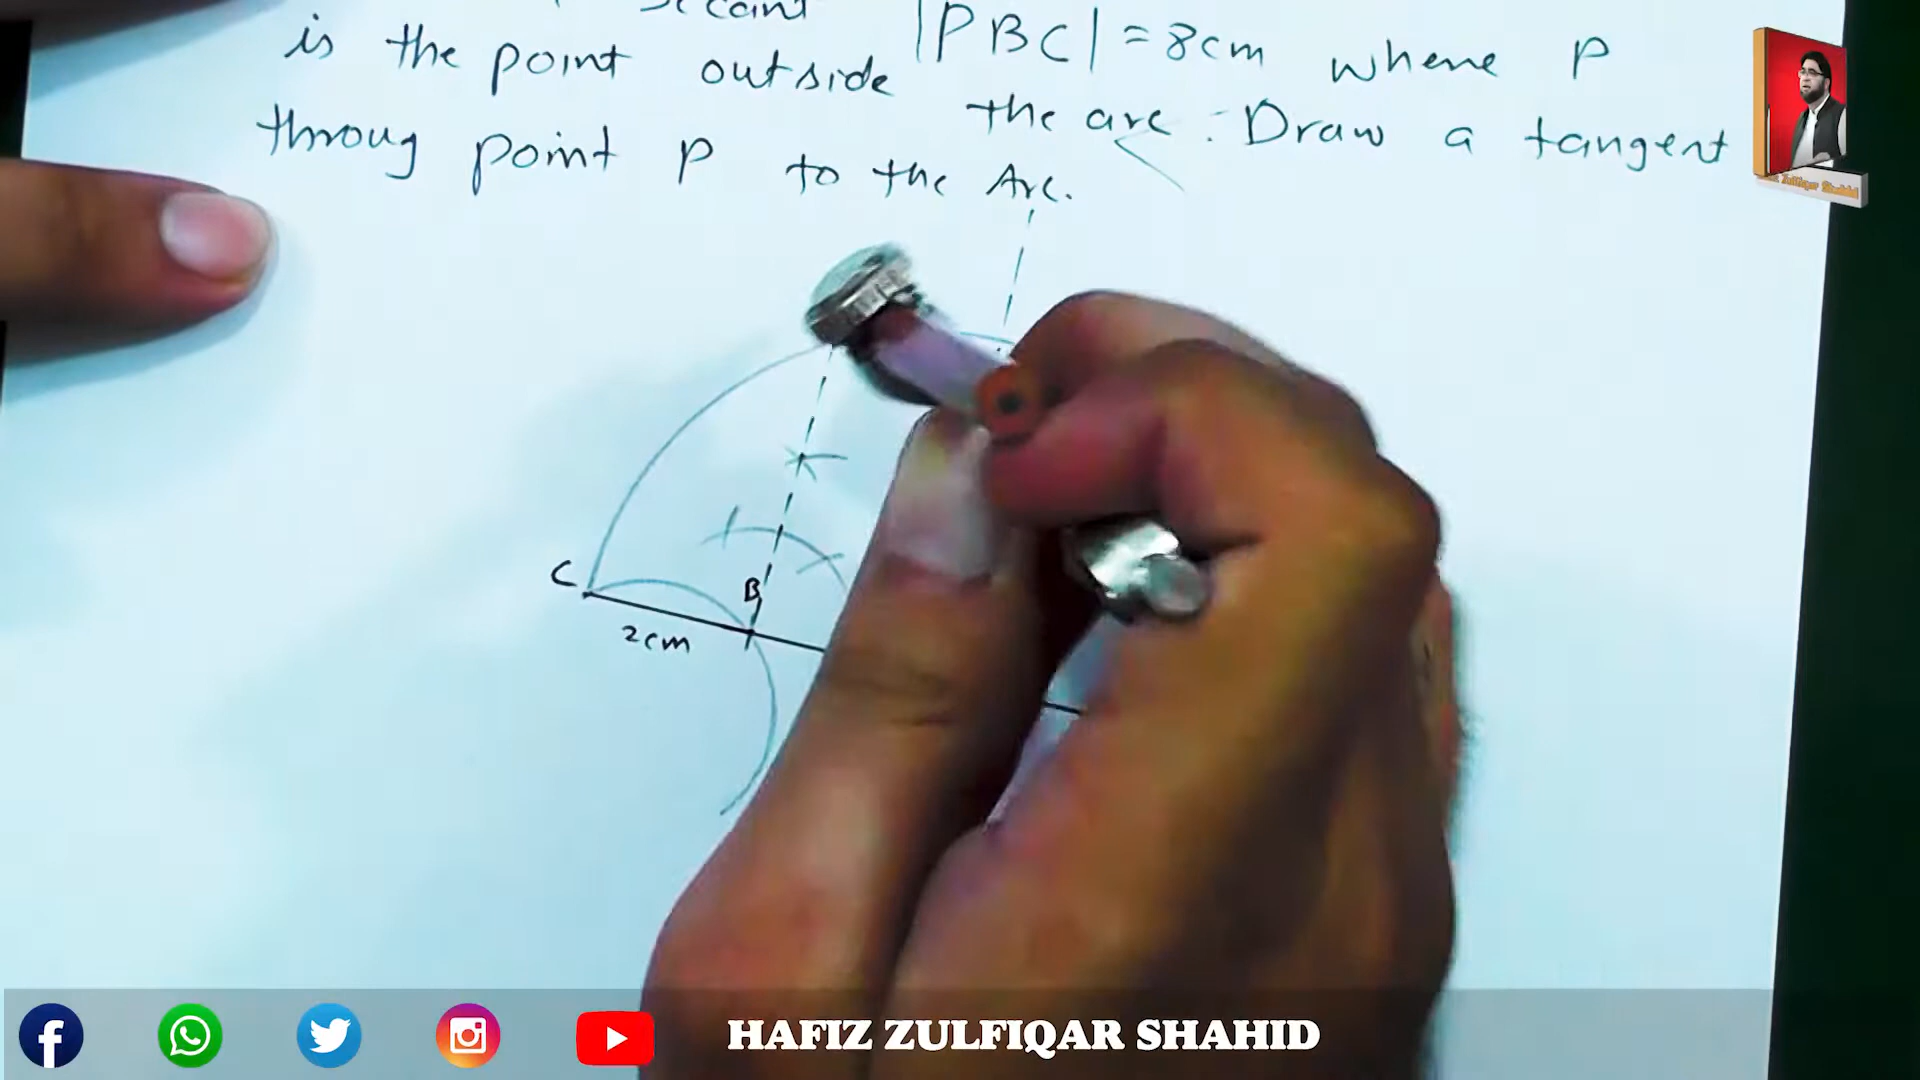 |PBC| = 8cm where P
is the point outside the arc. Draw a tangent
throug point P to the Arc.
C
B
2cm
HAFIZ ZULFIQAR SHAHID